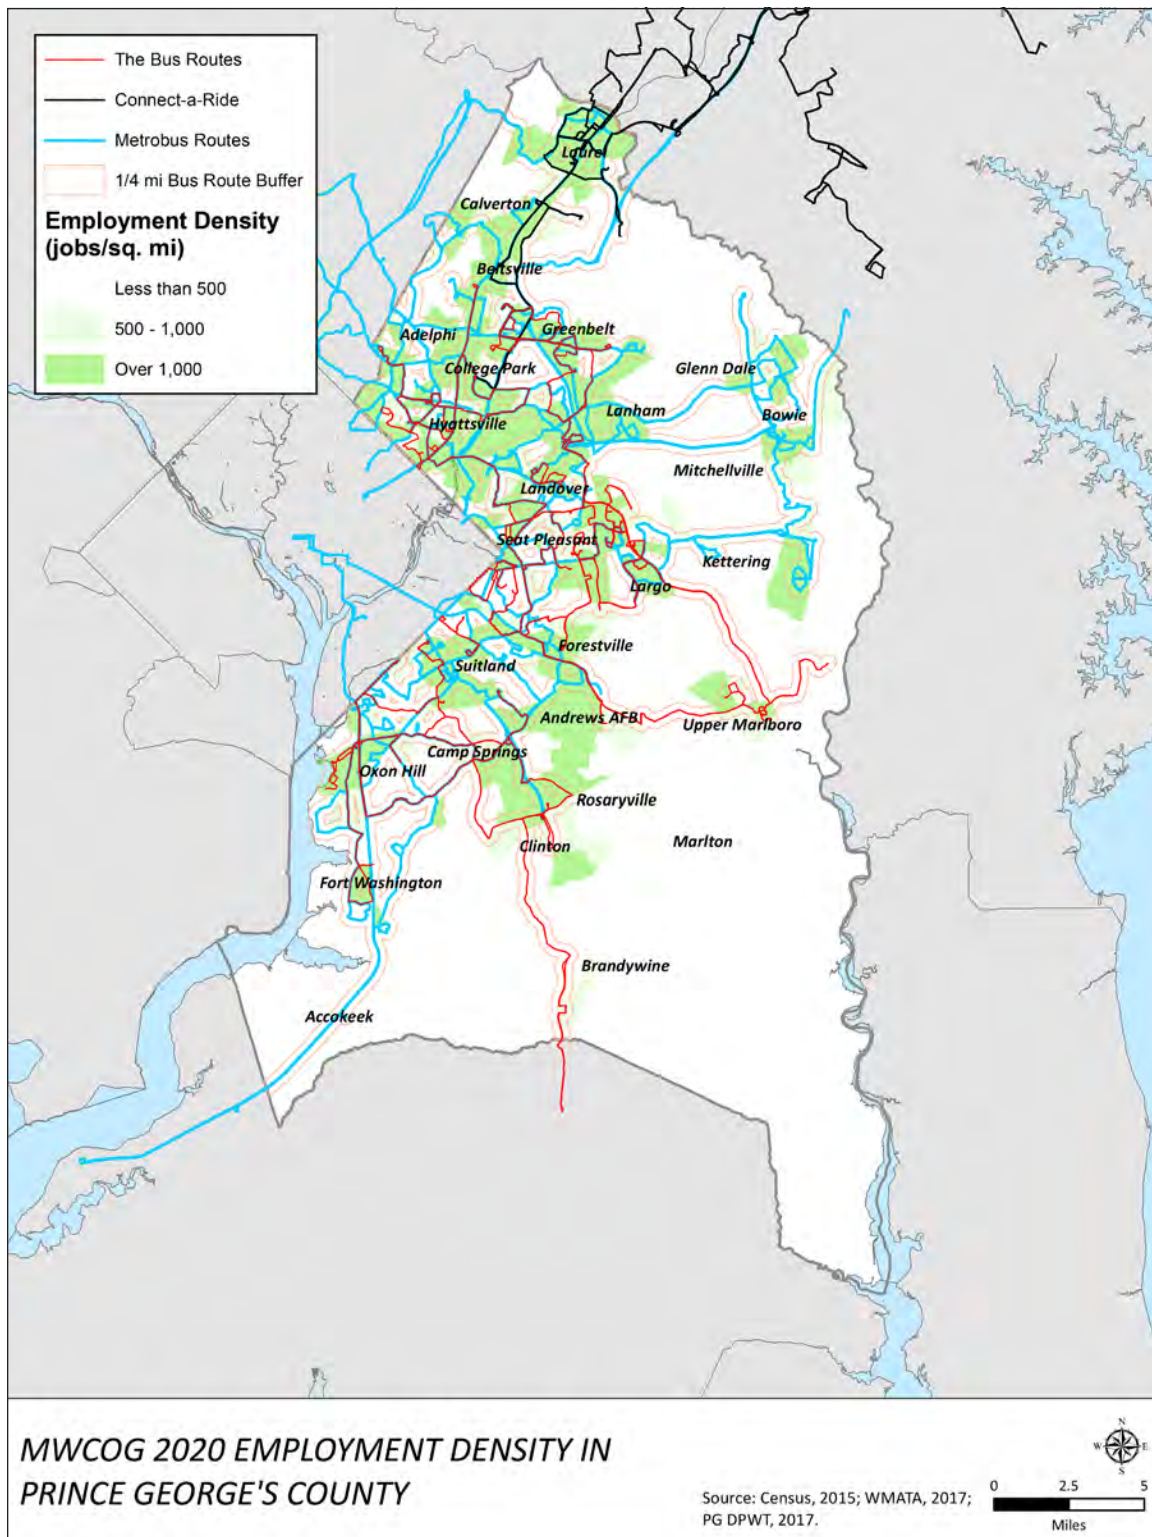 The Bus Routes
Connect-a-Ride
Metrobus Routes
1/4 mi Bus Route Buffer
Employment Density
(jobs/sq. mi)
Less than 500
500 - 1,000
Over 1,000
Laurel
Calverton
Beltsville
Adelphi
Greenbelt
College Park
Glenn Dale
Lanham
Bowie
Hyattsville
Mitchellville
Landover
Seat Pleasant
Kettering
Largo
Forestville
Suitland
Andrews AFB
Upper Marlboro
Camp Springs
Oxon Hill
Rosaryville
Clinton
Marlton
Fort Washington
Brandywine
Accokeek
MWCOG 2020 EMPLOYMENT DENSITY IN
PRINCE GEORGE'S COUNTY
Source: Census, 2015; WMATA, 2017;
PG DPWT, 2017.
N
W E
S
0 2.5 5
Miles